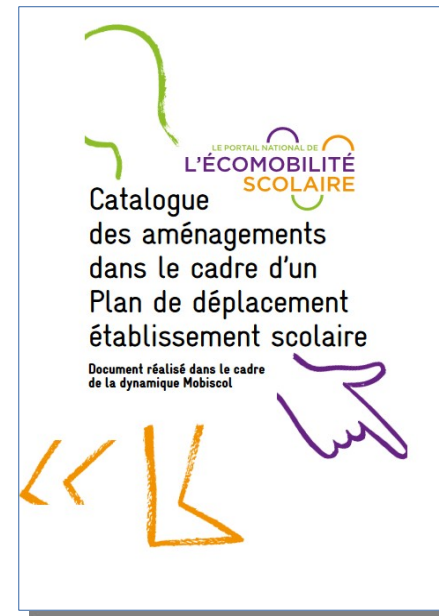 LE PORTAIL NATIONAL DE
L'ÉCOMOBILITÉ
SCOLAIRE
Catalogue
des aménagements
dans le cadre d'un
Plan de déplacement
établissement scolaire
Document réalisé dans le cadre
de la dynamique Mobiscol